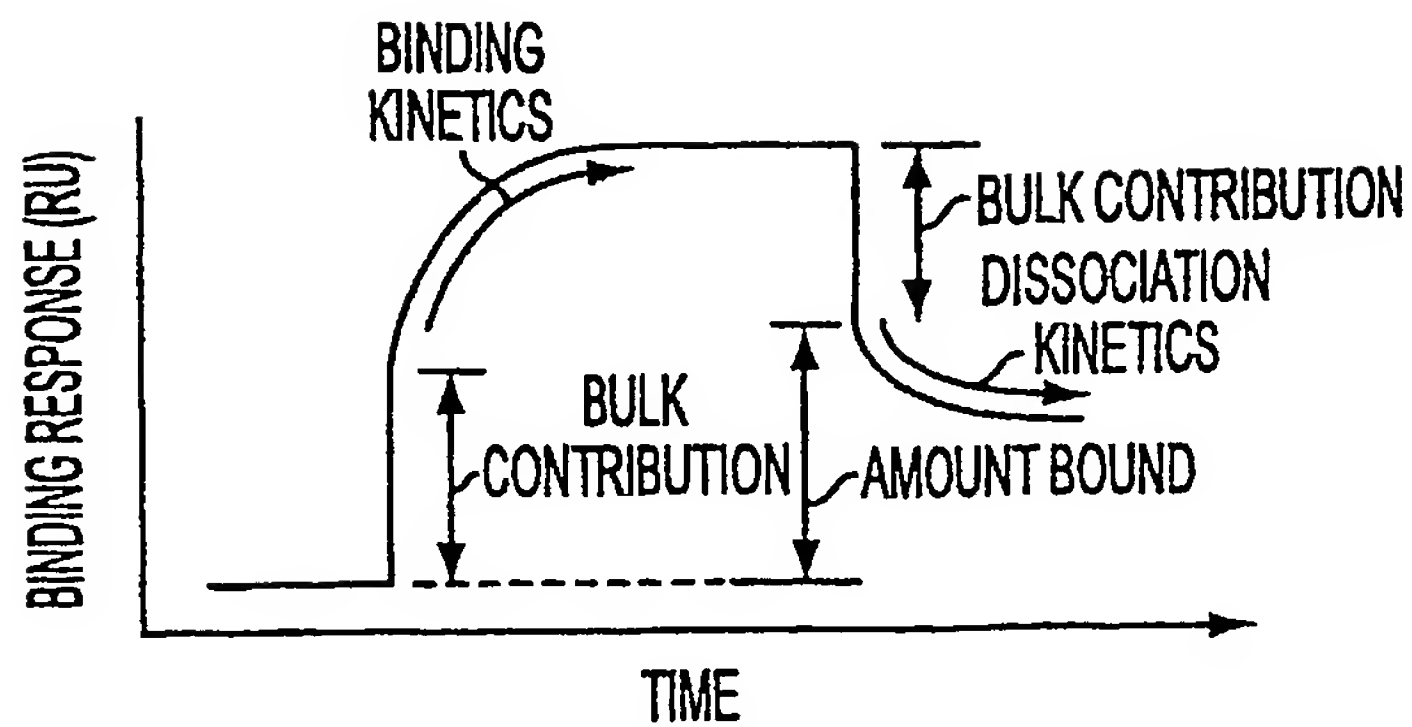 BINDING
KINETICS
BINDING RESPONSE (RU)
BULK CONTRIBUTION
DISSOCIATION
KINETICS
BULK
CONTRIBUTION
AMOUNT BOUND
TIME